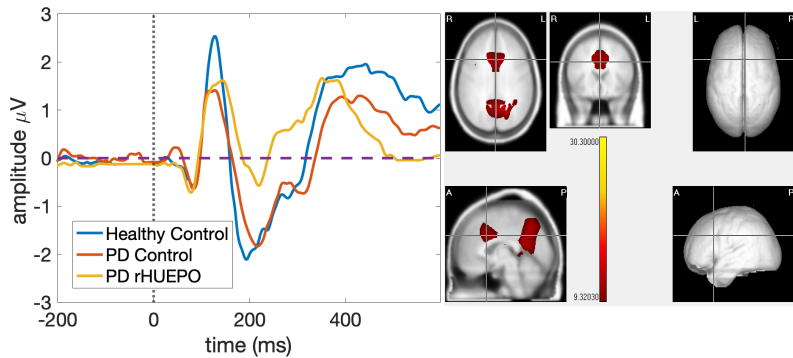 3
2
1
0
-1
-2
-3
amplitude μV
Healthy Control
PD Control
PD rHUEPO
-200
0
200
400
time (ms)
R
L
R
L
L
30.30000
9.32030
A
P
A